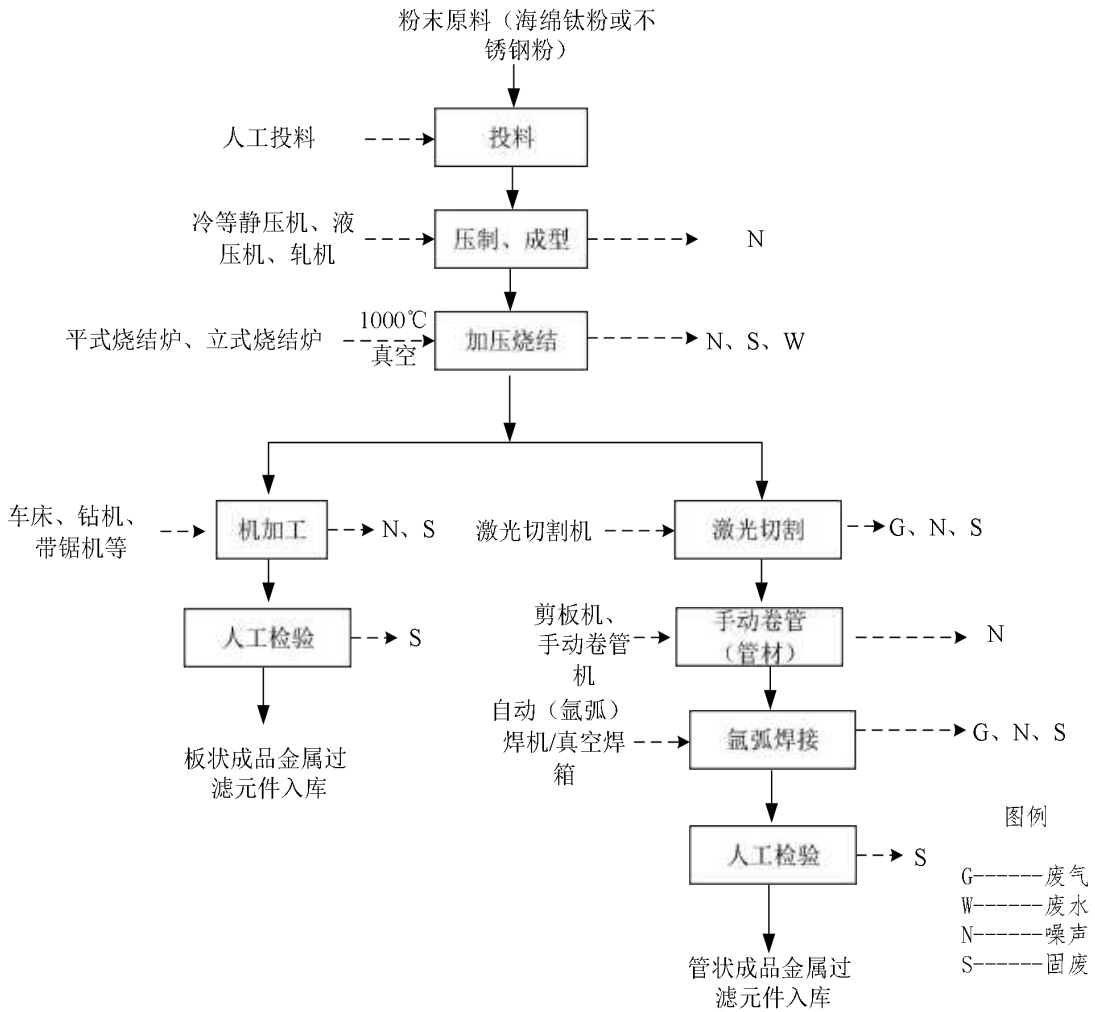 粉末原料（海绵钛粉或不
锈钢粉）
人工投料
投料
冷等静压机、液
压机、轧机
压制、成型
N
平式烧结炉、立式烧结炉
1000℃
真空
加压烧结
N、S、W
车床、钻机、
带锯机等
机加工
N、S
激光切割机
激光切割
G、N、S
人工检验
S
剪板机、
手动卷管
机
手动卷管
（管材）
N
板状成品金属过
滤元件入库
自动（氩弧）
焊机/真空焊
箱
氩弧焊接
G、N、S
人工检验
S
管状成品金属过
滤元件入库
图例
G------废气
W------废水
N------噪声
S------固废